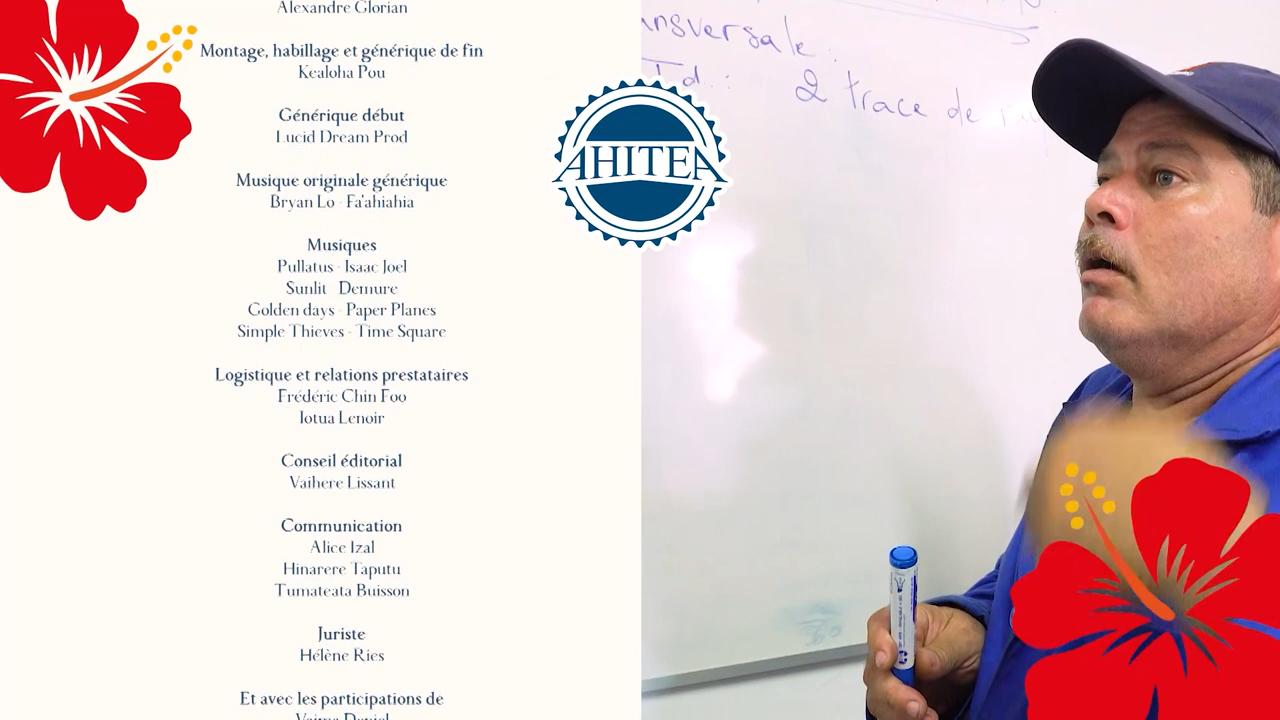 Alexandre Glorian
Montage, habillage et générique de fin
Kealoha Pou
Générique début
Lucid Dream Prod
Musique originale générique
Bryan Lo - Fa'ahiahia
Musiques
Pullatus - Isaac Joel
Sunlit Demure
Golden days - Paper Planes
Simple Thieves - Time Square
Logistique et relations prestataires
Frédéric Chin Foo
Iotua Lenoir
Conseil éditorial
Vaihere Lissant
Communication
Alice Izal
Hinarere Taputu
Tumateata Buisson
Juriste
Hélène Ries
Et avec les participations de
AHITEA
ansversale :
2 trace de